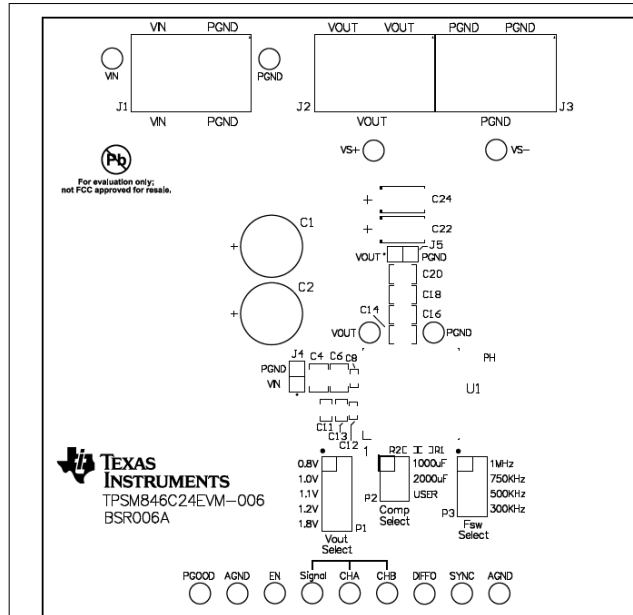 VIN PGND VOUT VOUT PGND PGND
VIN PGND
J1 J2 J3
VIN PGND VOUT PGND
VS+ VS-
Pb
For evaluation only;
not FCC approved for resale.
+ C24
C1 + C22
+ J5
VOUT PGND
C20
C2 C18
+ C14 C16
VOUT PGND
J4 C4 C6 C8 PH
PGND
VIN U1
C11
C13
C12
1 R2 R1
TEXAS
INSTRUMENTS
TPSM846C24EVM-006
BSR006A
0.8V
1.0V
1.1V
1.2V
1.8V
P1
Vout
Select
1000uF
2000uF
USER
P2
Comp
Select
1MHz
750KHz
500KHz
300KHz
P3
Fsw
Select
PGOOD AGND EN Signal CHA CHB DIFFO SYNC AGND